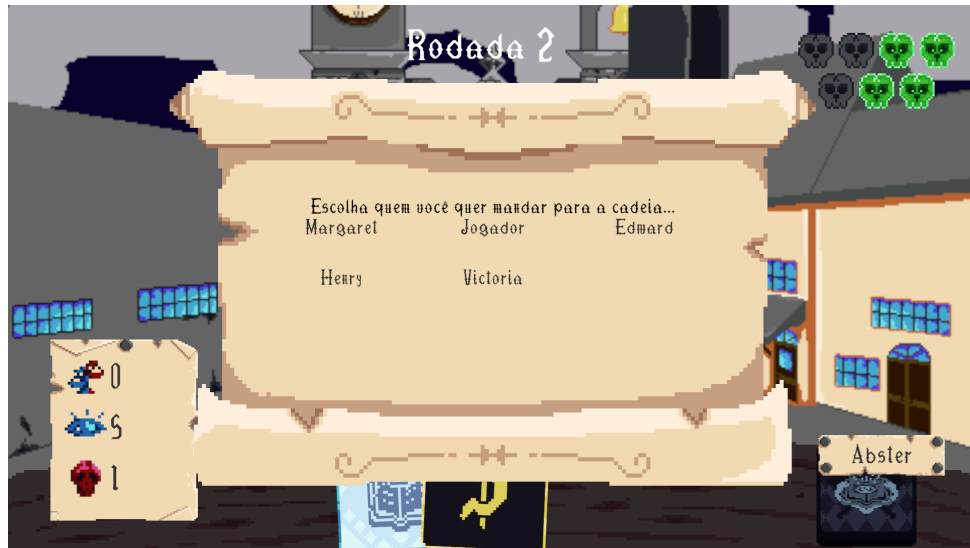 Rodada 2
Escolha quem você quer mandar para a cadeia...
Margaret Jogador Edward
Henry Victoria
0
5
1
Abster